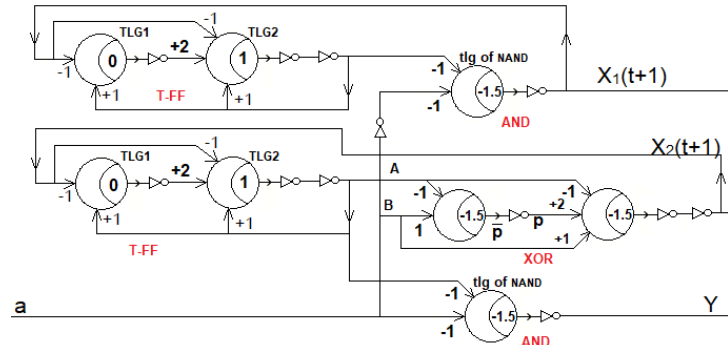 -1 TLG1 -1 TLG2
+2 tlg of NAND
0 1 -1
-1 -1.5 X1(t+1)
+1 T-FF +1 -1
AND
X2(t+1)
TLG1 -1 TLG2
+2 A
0 1 -1 -1
-1 B +2
-1.5 p̅ p -1.5
+1 +1 1 +1
T-FF XOR
tlg of NAND
-1
a -1.5 Y
-1
AND